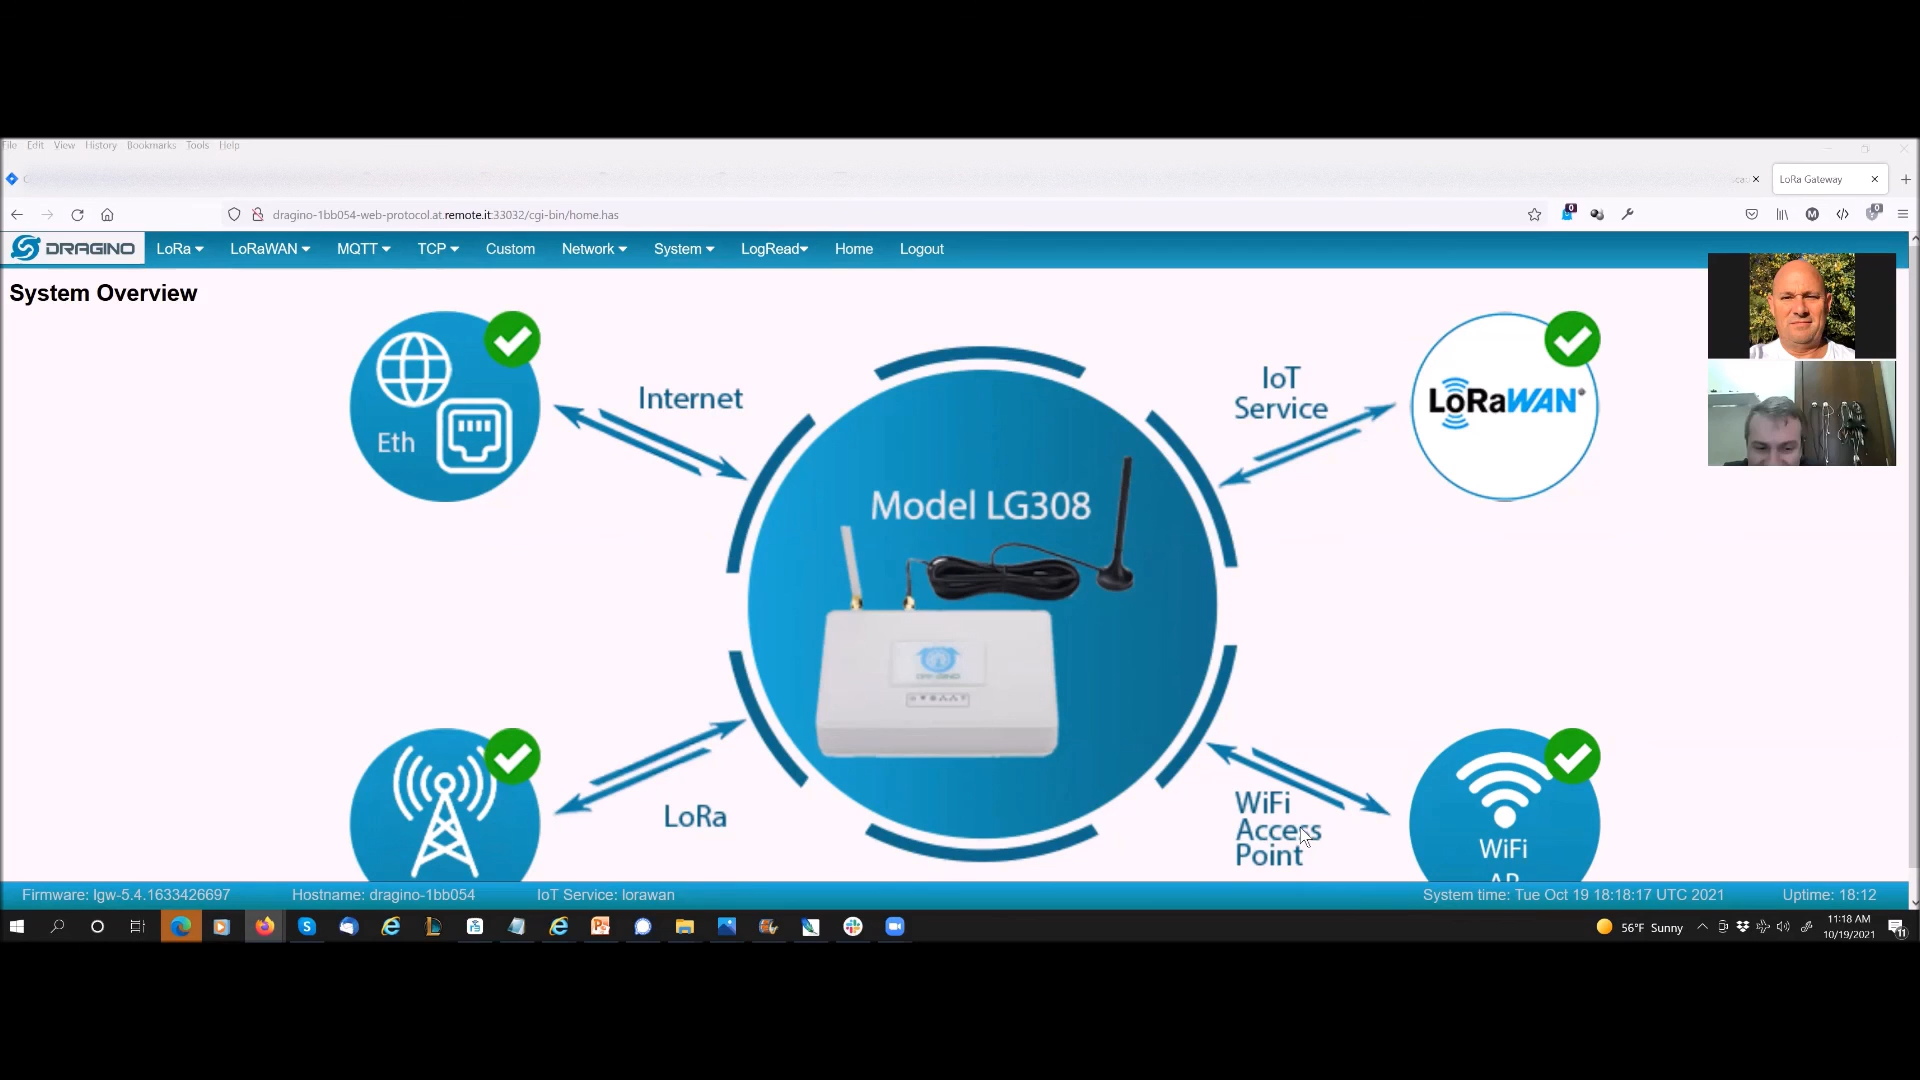 File Edit View History Bookmarks Tools Help
LoRa Gateway
dragino-1bb054-web-protocol.at.remote.it:33032/cgi-bin/home.has
DRAGINO LoRa LoRaWAN MQTT TCP Custom Network System LogRead Home Logout
System Overview
Eth
Internet
IoT
Service
LoRaWAN®
Model LG308
LoRa
WiFi
Access
Point
WiFi
AP
Firmware: lgw-5.4.1633426697 Hostname: dragino-1bb054 IoT Service: lorawan System time: Tue Oct 19 18:18:17 UTC 2021 Uptime: 18:12
56°F Sunny
11:18 AM
10/19/2021
11